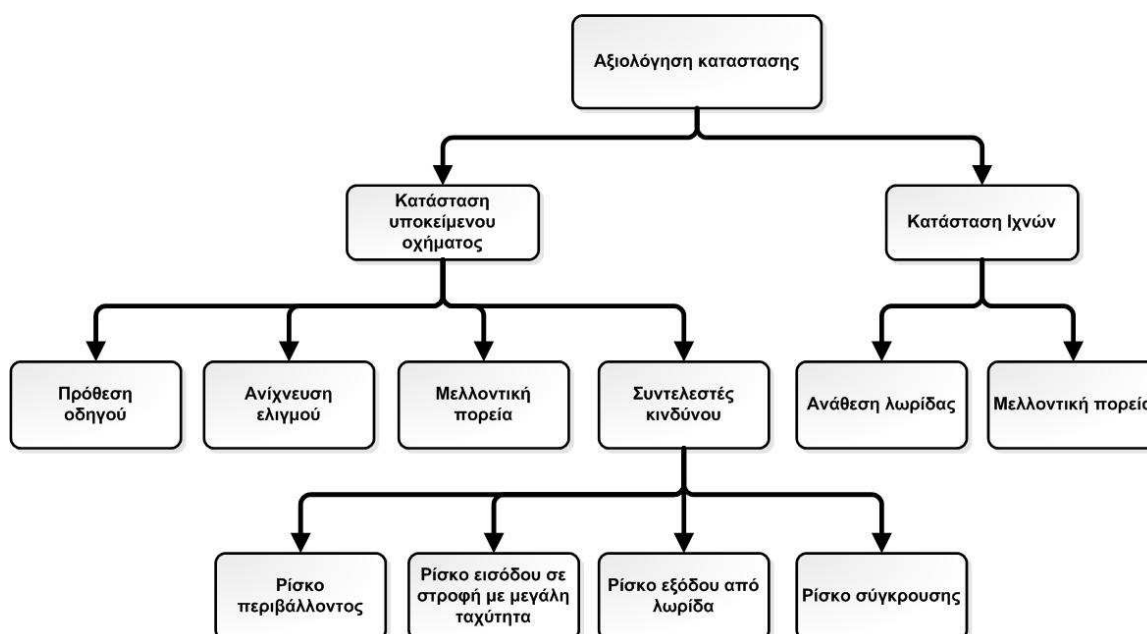 Αξιολόγηση καταστασης
Κατάσταση
υποκείμενου
οχήματος
Κατάσταση Ιχνών
Πρόθεση
οδηγού
Ανίχνευση
ελιγμού
Μελλοντική
πορεία
Συντελεστές
κινδύνου
Ανάθεση λωρίδας
Μελλοντική πορεία
Ρίσκο
περιβάλλοντος
Ρίσκο εισόδου σε
στροφή με μεγάλη
ταχύτητα
Ρίσκο εξόδου από
λωρίδα
Ρίσκο σύγκρουσης